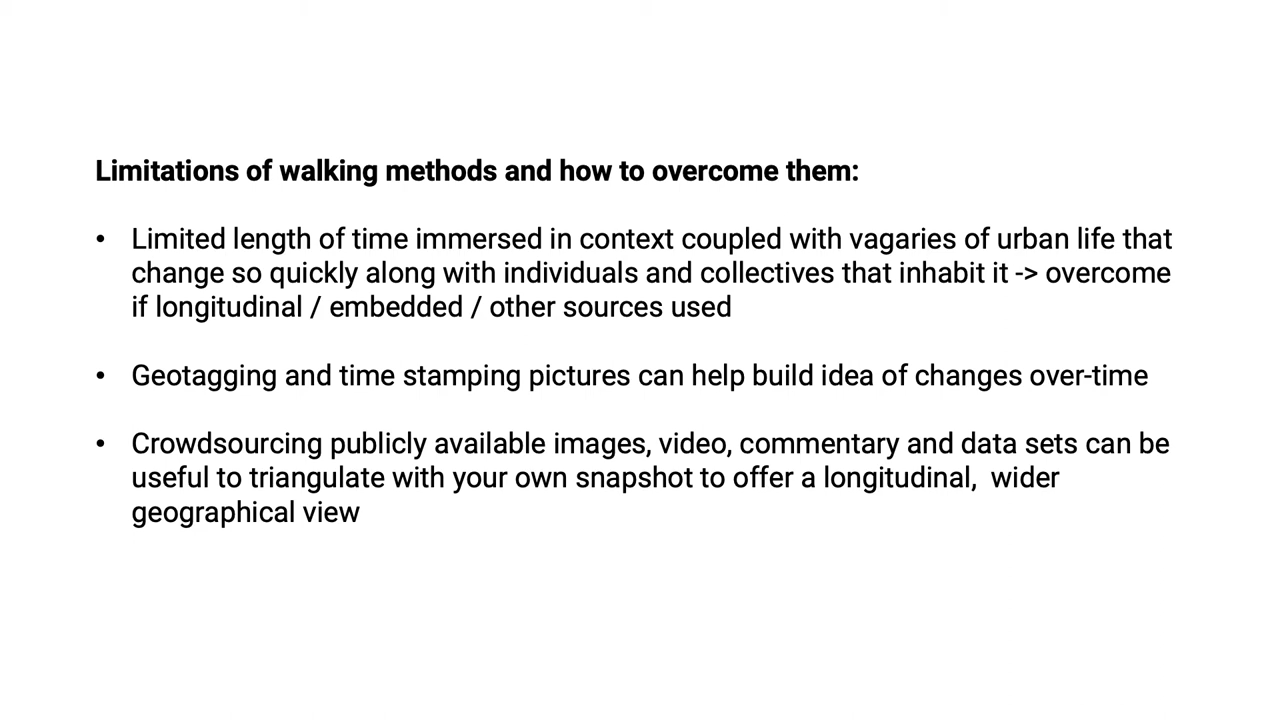 Limitations of walking methods and how to overcome them:
• Limited length of time immersed in context coupled with vagaries of urban life that
change so quickly along with individuals and collectives that inhabit it -> overcome
if longitudinal / embedded / other sources used
• Geotagging and time stamping pictures can help build idea of changes over-time
• Crowdsourcing publicly available images, video, commentary and data sets can be
useful to triangulate with your own snapshot to offer a longitudinal,  wider
geographical view